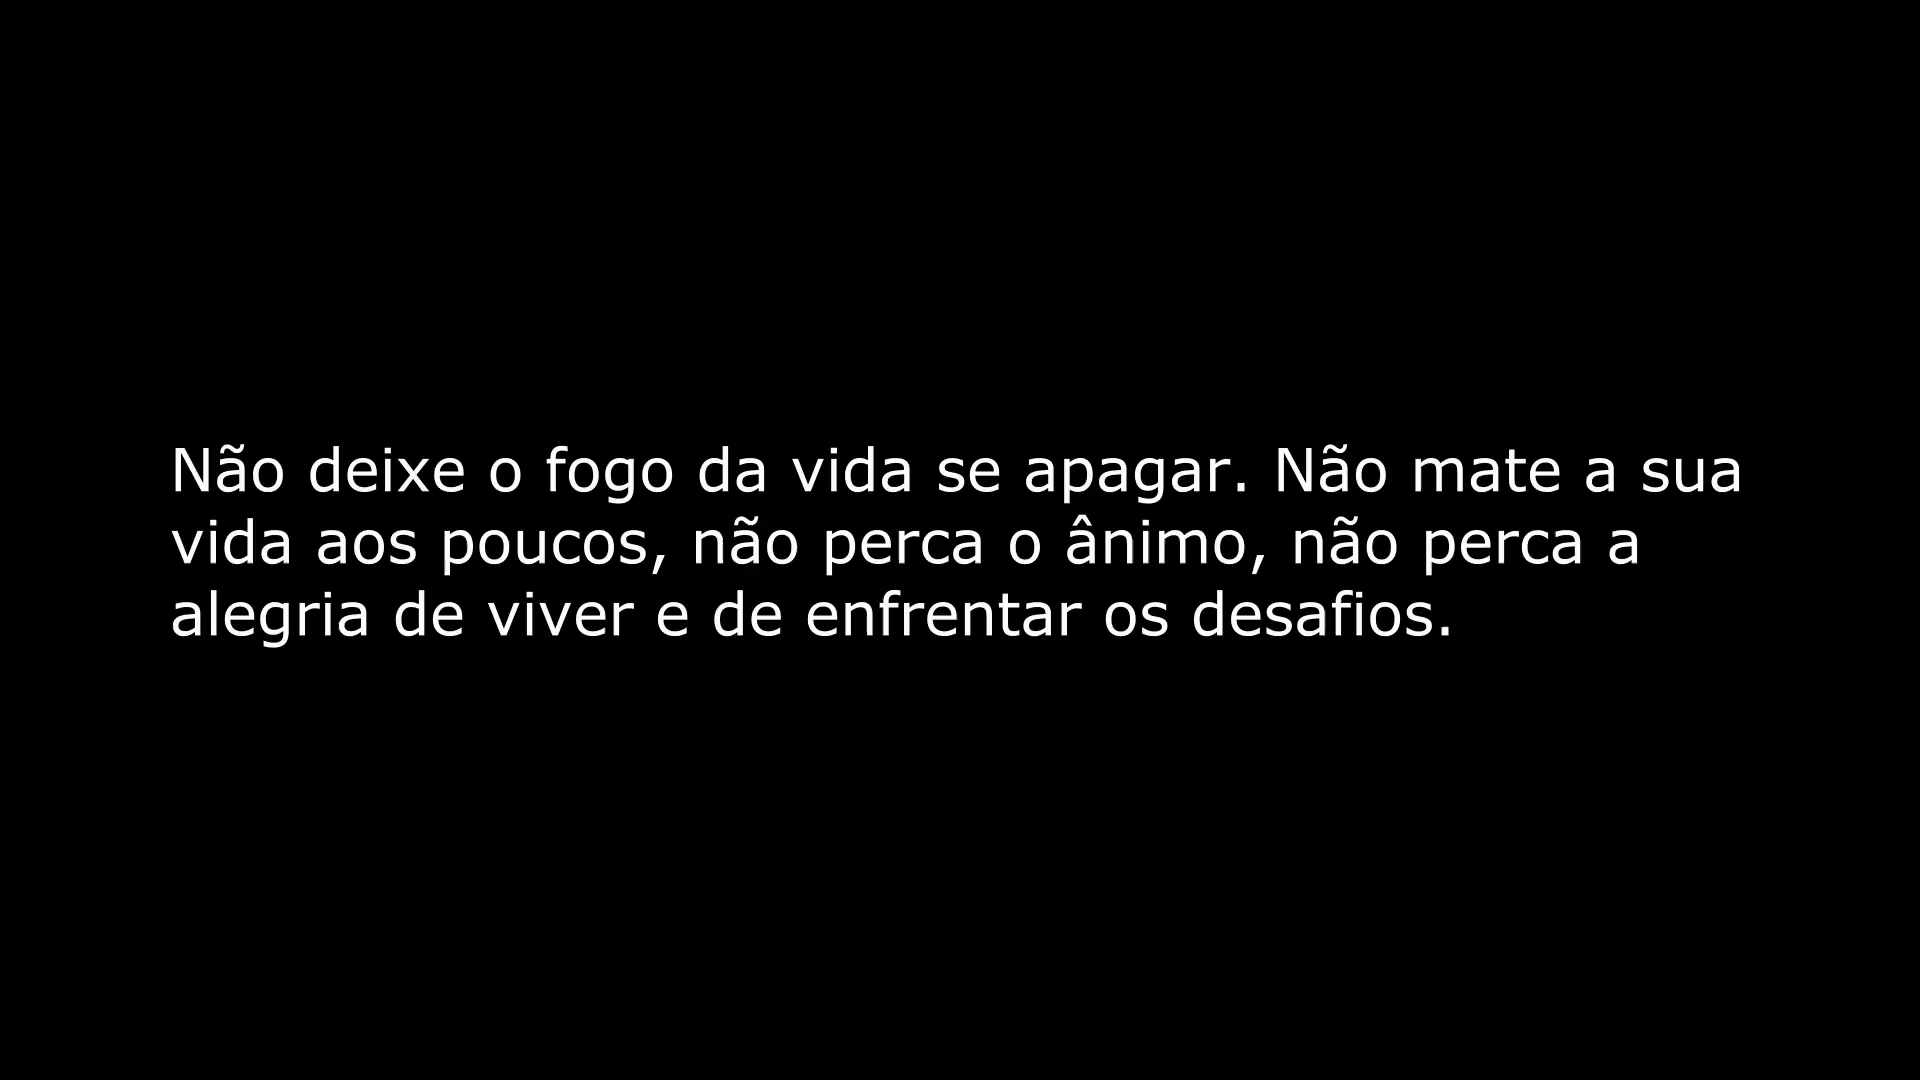 Não deixe o fogo da vida se apagar. Não mate a sua
vida aos poucos, não perca o ânimo, não perca a
alegria de viver e de enfrentar os desafios.